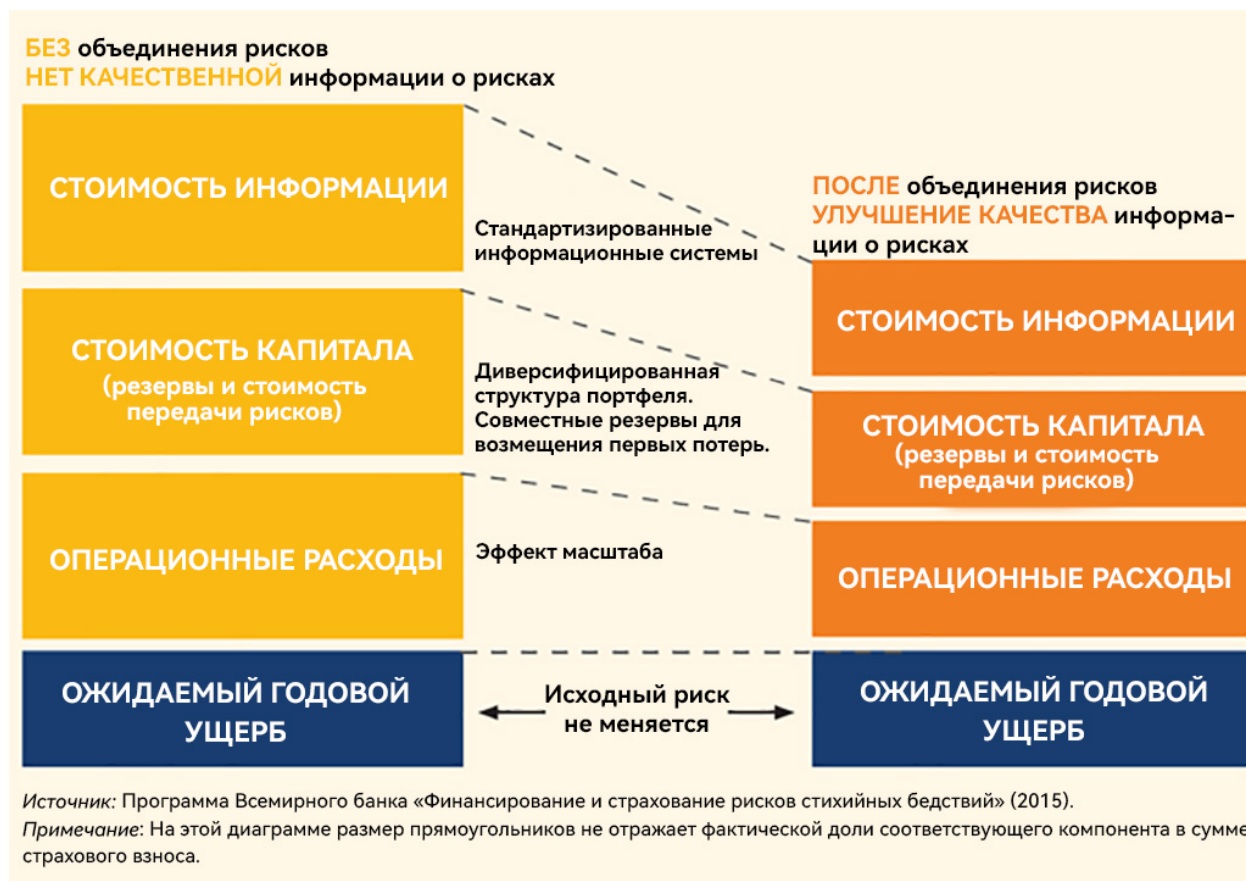 БЕЗ объединения рисков
НЕТ КАЧЕСТВЕННОЙ информации о рисках
СТОИМОСТЬ ИНФОРМАЦИИ
СТОИМОСТЬ КАПИТАЛА
(резервы и стоимость
передачи рисков)
ОПЕРАЦИОННЫЕ РАСХОДЫ
ОЖИДАЕМЫЙ ГОДОВОЙ
УЩЕРБ
Стандартизированные
информационные системы
Диверсифицированная
структура портфеля.
Совместные резервы для
возмещения первых потерь.
Эффект масштаба
Исходный риск
не меняется
ПОСЛЕ объединения рисков
УЛУЧШЕНИЕ КАЧЕСТВА информа-
ции о рисках
СТОИМОСТЬ ИНФОРМАЦИИ
СТОИМОСТЬ КАПИТАЛА
(резервы и стоимость
передачи рисков)
ОПЕРАЦИОННЫЕ РАСХОДЫ
ОЖИДАЕМЫЙ ГОДОВОЙ
УЩЕРБ
Источник: Программа Всемирного банка «Финансирование и страхование рисков стихийных бедствий» (2015).
Примечание: На этой диаграмме размер прямоугольников не отражает фактической доли соответствующего компонента в сумме
страхового взноса.